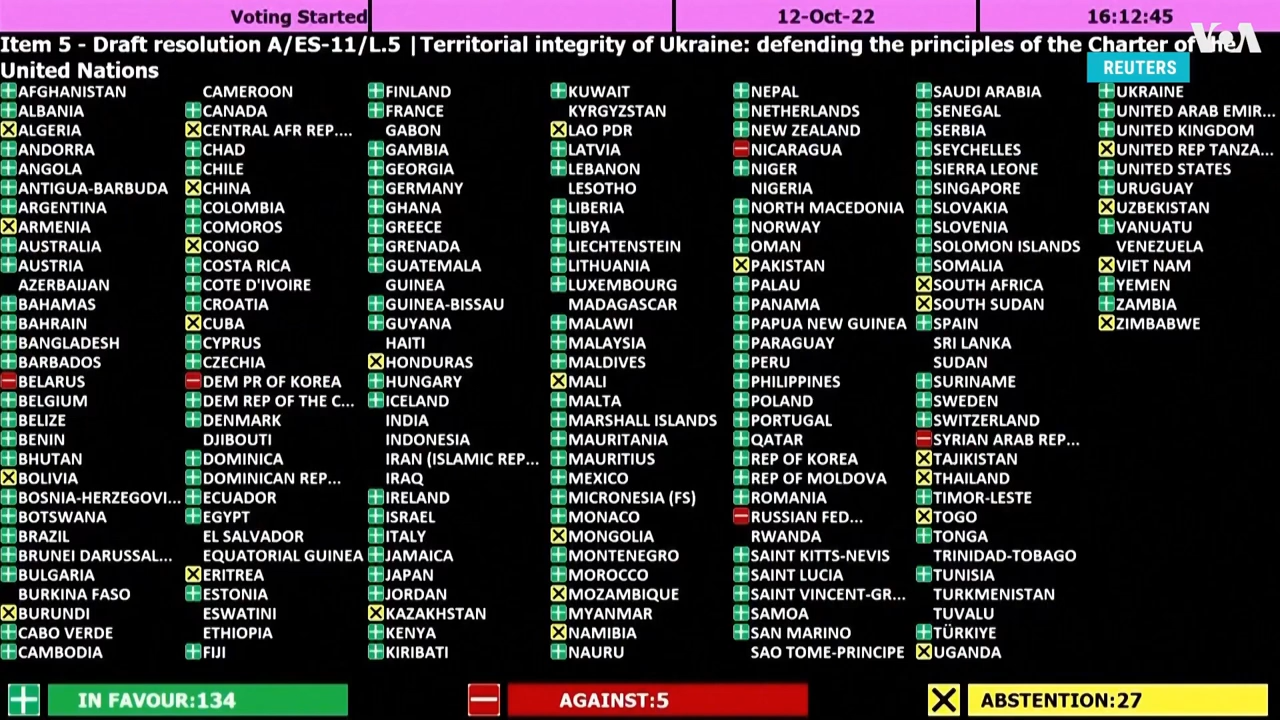 Voting Started 12-Oct-22 16:12:45
Item 5 - Draft resolution A/ES-11/L.5 |Territorial integrity of Ukraine: defending the principles of the Charter of the
United Nations
VOA
REUTERS
AFGHANISTAN
ALBANIA
ALGERIA
ANDORRA
ANGOLA
ANTIGUA-BARBUDA
ARGENTINA
ARMENIA
AUSTRALIA
AUSTRIA
AZERBAIJAN
BAHAMAS
BAHRAIN
BANGLADESH
BARBADOS
BELARUS
BELGIUM
BELIZE
BENIN
BHUTAN
BOLIVIA
BOSNIA-HERZEGOVI...
BOTSWANA
BRAZIL
BRUNEI DARUSSAL...
BULGARIA
BURKINA FASO
BURUNDI
CABO VERDE
CAMBODIA
CAMEROON
CANADA
CENTRAL AFR REP....
CHAD
CHILE
CHINA
COLOMBIA
COMOROS
CONGO
COSTA RICA
COTE D'IVOIRE
CROATIA
CUBA
CYPRUS
CZECHIA
DEM PR OF KOREA
DEM REP OF THE C...
DENMARK
DJIBOUTI
DOMINICA
DOMINICAN REP...
ECUADOR
EGYPT
EL SALVADOR
EQUATORIAL GUINEA
ERITREA
ESTONIA
ESWATINI
ETHIOPIA
FIJI
FINLAND
FRANCE
GABON
GAMBIA
GEORGIA
GERMANY
GHANA
GREECE
GRENADA
GUATEMALA
GUINEA
GUINEA-BISSAU
GUYANA
HAITI
HONDURAS
HUNGARY
ICELAND
INDIA
INDONESIA
IRAN (ISLAMIC REP...
IRAQ
IRELAND
ISRAEL
ITALY
JAMAICA
JAPAN
JORDAN
KAZAKHSTAN
KENYA
KIRIBATI
KUWAIT
KYRGYZSTAN
LAO PDR
LATVIA
LEBANON
LESOTHO
LIBERIA
LIBYA
LIECHTENSTEIN
LITHUANIA
LUXEMBOURG
MADAGASCAR
MALAWI
MALAYSIA
MALDIVES
MALI
MALTA
MARSHALL ISLANDS
MAURITANIA
MAURITIUS
MEXICO
MICRONESIA (FS)
MONACO
MONGOLIA
MONTENEGRO
MOROCCO
MOZAMBIQUE
MYANMAR
NAMIBIA
NAURU
NEPAL
NETHERLANDS
NEW ZEALAND
NICARAGUA
NIGER
NIGERIA
NORTH MACEDONIA
NORWAY
OMAN
PAKISTAN
PALAU
PANAMA
PAPUA NEW GUINEA
PARAGUAY
PERU
PHILIPPINES
POLAND
PORTUGAL
QATAR
REP OF KOREA
REP OF MOLDOVA
ROMANIA
RUSSIAN FED...
RWANDA
SAINT KITTS-NEVIS
SAINT LUCIA
SAINT VINCENT-GR...
SAMOA
SAN MARINO
SAO TOME-PRINCIPE
SAUDI ARABIA
SENEGAL
SERBIA
SEYCHELLES
SIERRA LEONE
SINGAPORE
SLOVAKIA
SLOVENIA
SOLOMON ISLANDS
SOMALIA
SOUTH AFRICA
SOUTH SUDAN
SPAIN
SRI LANKA
SUDAN
SURINAME
SWEDEN
SWITZERLAND
SYRIAN ARAB REP...
TAJIKISTAN
THAILAND
TIMOR-LESTE
TOGO
TONGA
TRINIDAD-TOBAGO
TUNISIA
TURKMENISTAN
TUVALU
TÜRKIYE
UGANDA
UKRAINE
UNITED ARAB EMIR...
UNITED KINGDOM
UNITED REP TANZA...
UNITED STATES
URUGUAY
UZBEKISTAN
VANUATU
VENEZUELA
VIET NAM
YEMEN
ZAMBIA
ZIMBABWE
IN FAVOUR:134 AGAINST:5 ABSTENTION:27